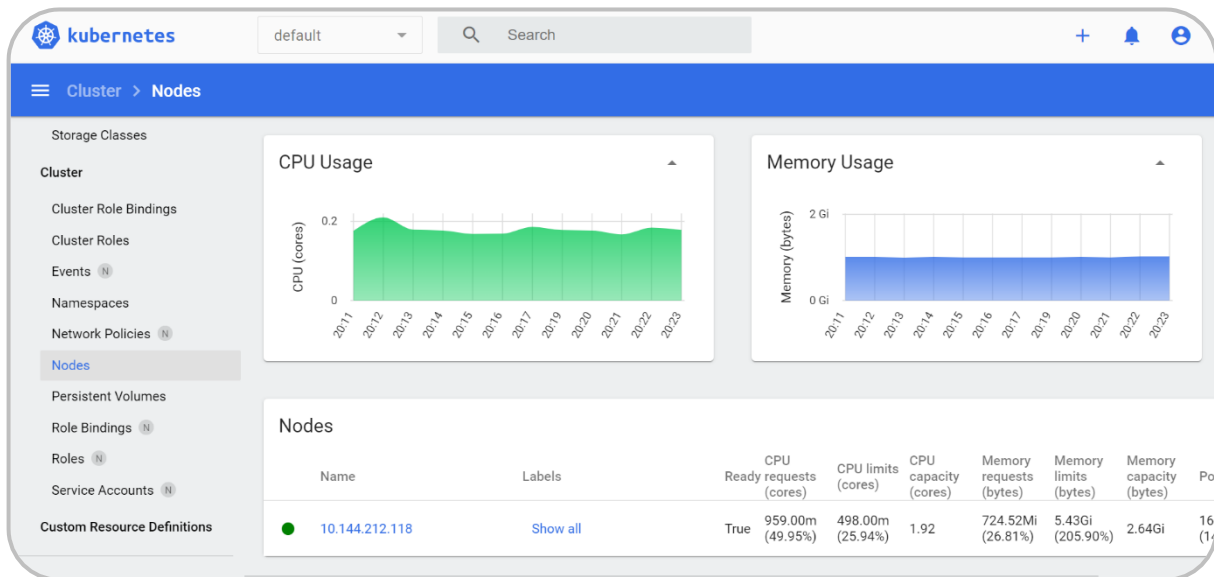 kubernetes
default
Search
Cluster > Nodes
Storage Classes
Cluster
Cluster Role Bindings
Cluster Roles
Events N
Namespaces
Network Policies N
Nodes
Persistent Volumes
Role Bindings N
Roles N
Service Accounts N
Custom Resource Definitions
CPU Usage
CPU (cores)
0.2
0
20:11 20:12 20:13 20:14 20:15 20:16 20:17 20:19 20:20 20:21 20:22 20:23
Memory Usage
Memory (bytes)
2 Gi
0 Gi
20:11 20:12 20:13 20:14 20:15 20:16 20:17 20:19 20:20 20:21 20:22 20:23
Nodes
Name Labels Ready CPU requests (cores) CPU limits (cores) CPU capacity (cores) Memory requests (bytes) Memory limits (bytes) Memory capacity (bytes)
10.144.212.118 Show all True 959.00m (49.95%) 498.00m (25.94%) 1.92 724.52Mi (26.81%) 5.43Gi (205.90%) 2.64Gi